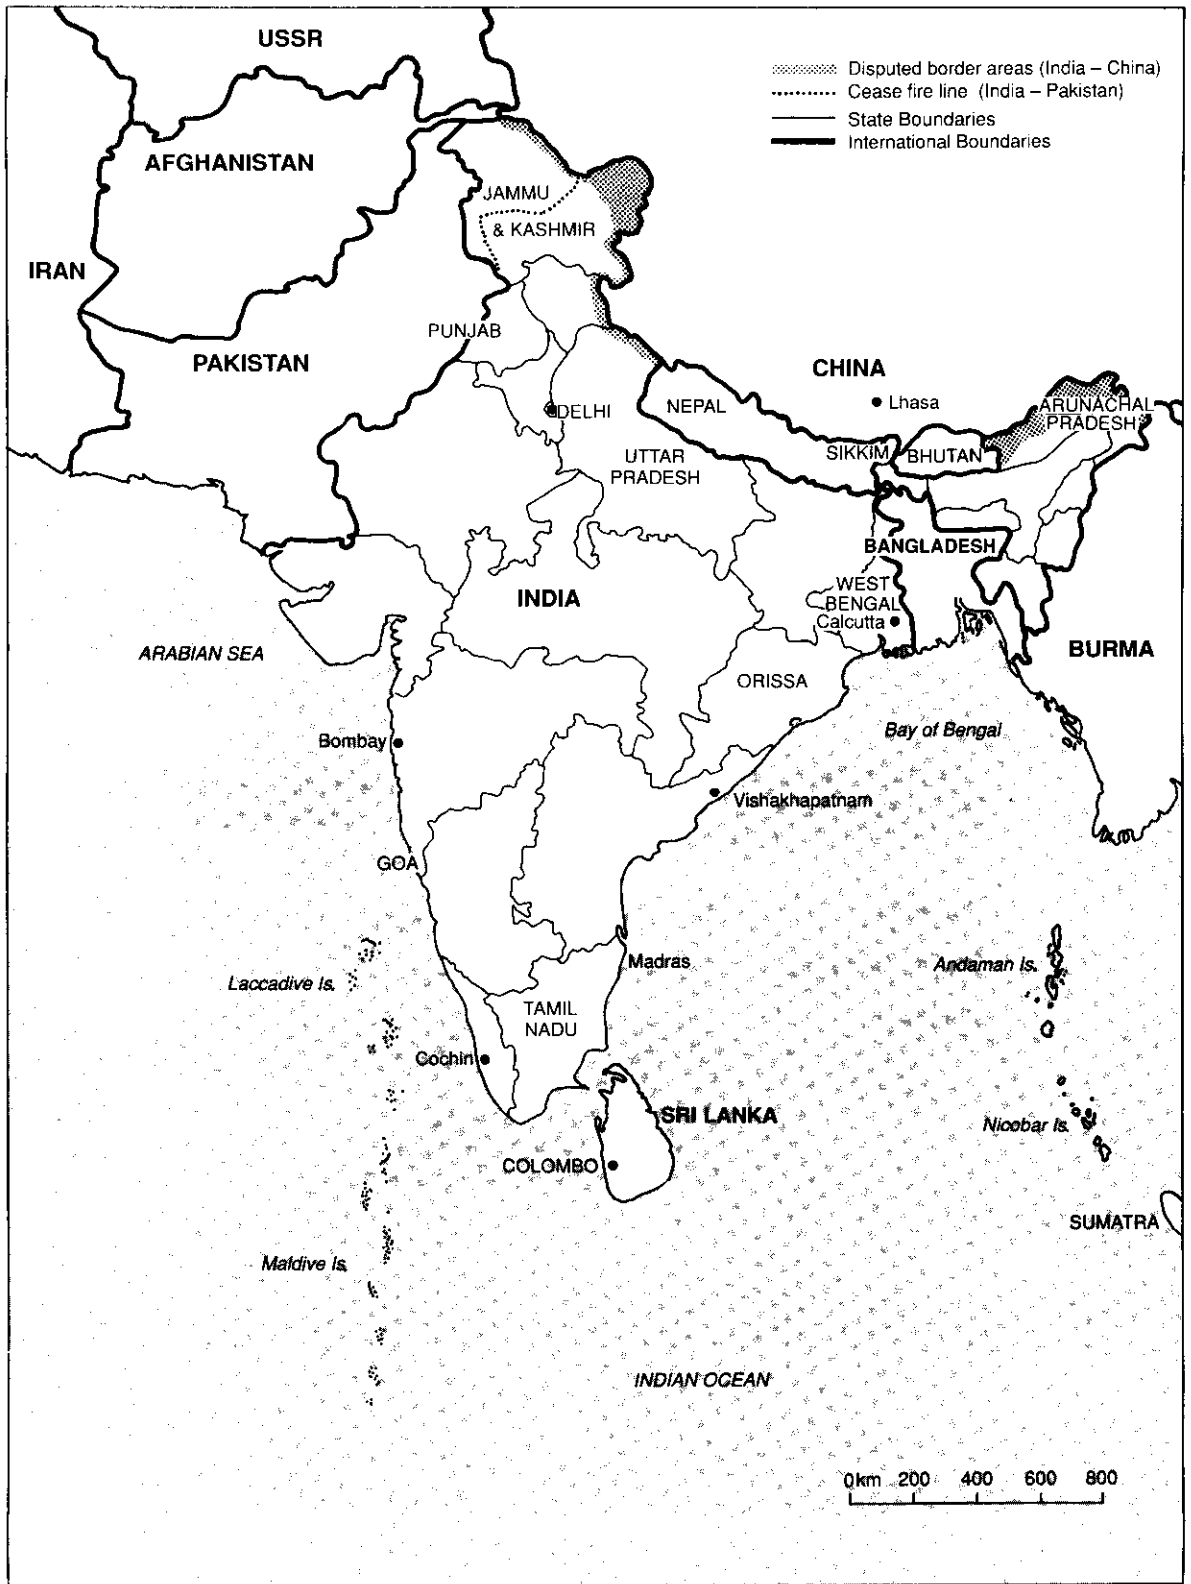 USSR
Disputed border areas (India – China)
Cease fire line (India – Pakistan)
State Boundaries
International Boundaries
AFGHANISTAN
JAMMU
& KASHMIR
IRAN
PUNJAB
PAKISTAN
CHINA
Lhasa
DELHI
NEPAL
ARUNACHAL
PRADESH
SIKKIM
BHUTAN
UTTAR
PRADESH
BANGLADESH
INDIA
WEST
BENGAL
Calcutta
ARABIAN SEA
BURMA
ORISSA
Bay of Bengal
Bombay
Vishakhapatnam
GOA
Madras
Andaman Is.
Laccadive Is.
TAMIL
NADU
Cochin
SRI LANKA
Nicobar Is.
COLOMBO
SUMATRA
Maldive Is.
INDIAN OCEAN
0km 200 400 600 800